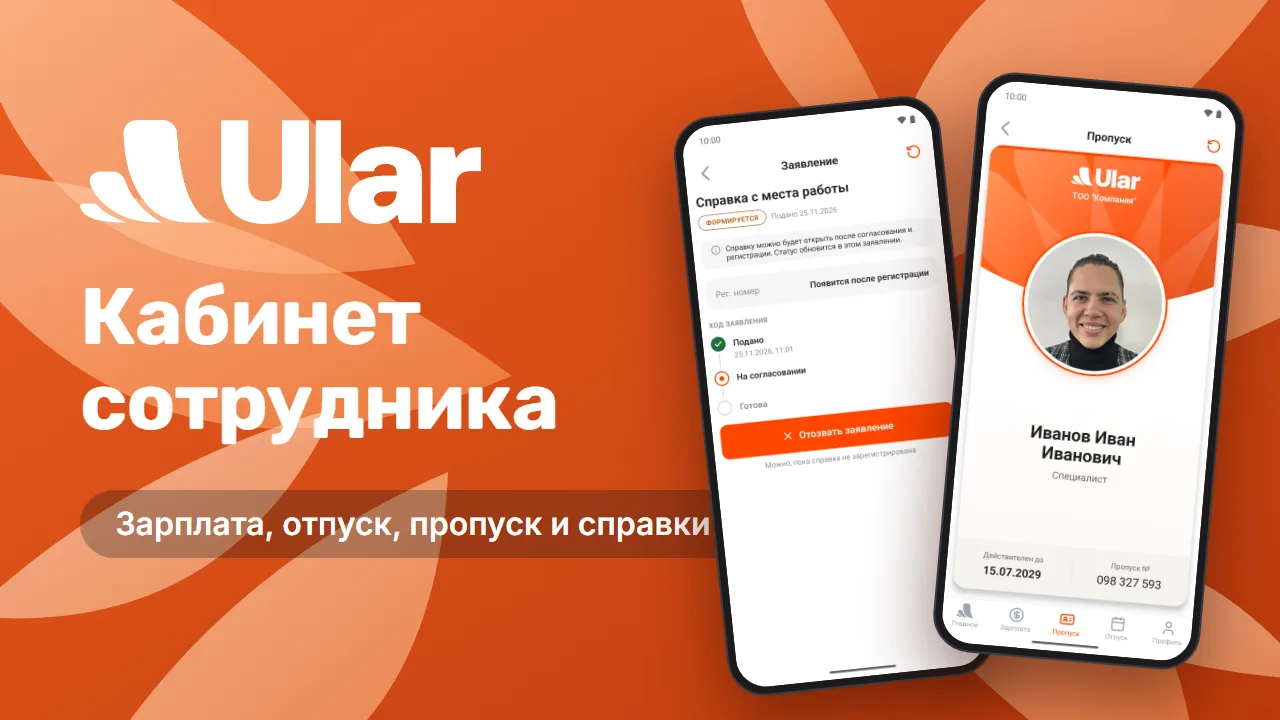 Ular
Кабинет
сотрудника
Зарплата, отпуск, пропуск и справки
10:00
Заявление
Справка с места работы
ФОРМИРУЕТСЯ Подано 25.11.2026
Справку можно будет открыть после согласования и
регистрации. Статус обновится в этом заявлении.
Рег. номер Появится после регистрации
ХОД ЗАЯВЛЕНИЯ
Подано
25.11.2026, 11:01
На согласовании
Готова
Отозвать заявление
Можно, пока справка не зарегистрирована
10:00
Пропуск
Ular
ТОО "Компания"
Иванов Иван
Иванович
Специалист
Действителен до Пропуск №
15.07.2029 098 327 593
Главное Зарплата Пропуск Отпуск Профиль